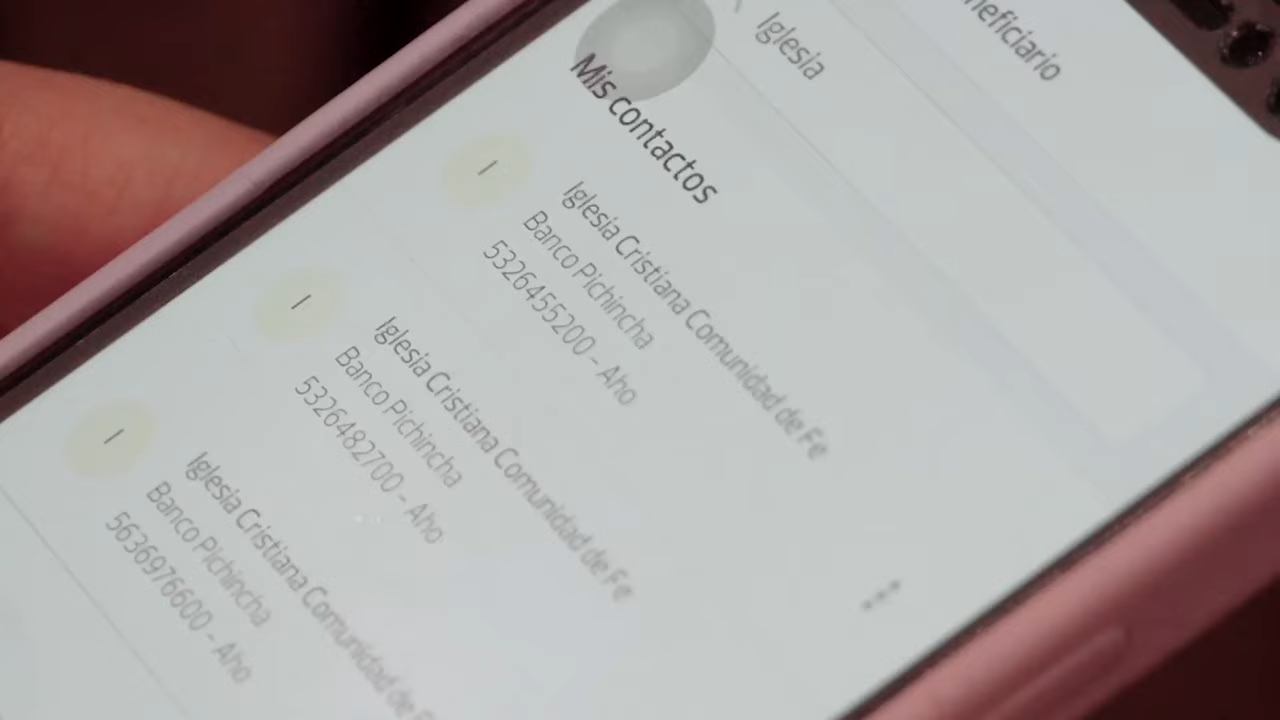 neficiario
Iglesia
Mis contactos
I
Iglesia Cristiana Comunidad de Fe
Banco Pichincha
5326455200 - Aho
I
Iglesia Cristiana Comunidad de Fe
Banco Pichincha
5326482700 - Aho
I
Iglesia Cristiana Comunidad de F
Banco Pichincha
5636976600 - Aho